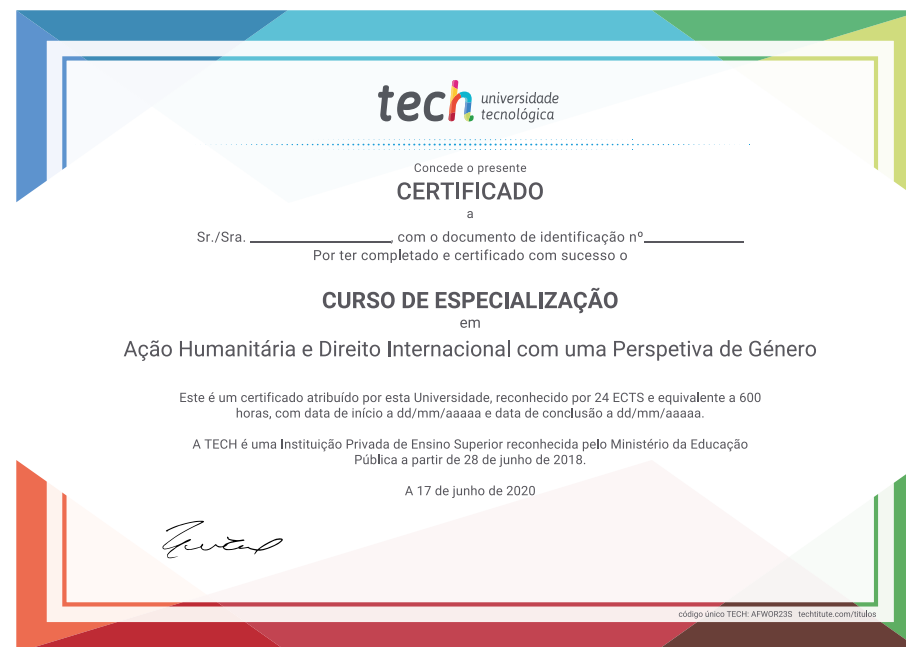 tech universidade
tecnológica
Concede o presente
CERTIFICADO
a
Sr./Sra. ____________, com o documento de identificação nº____________
Por ter completado e certificado com sucesso o
CURSO DE ESPECIALIZAÇÃO
em
Ação Humanitária e Direito Internacional com uma Perspetiva de Género
Este é um certificado atribuído por esta Universidade, reconhecido por 24 ECTS e equivalente a 600
horas, com data de início a dd/mm/aaaaa e data de conclusão a dd/mm/aaaaa.
A TECH é uma Instituição Privada de Ensino Superior reconhecida pelo Ministério da Educação
Pública a partir de 28 de junho de 2018.
A 17 de junho de 2020
código único TECH: AFWOR23S techtitute.com/titulos